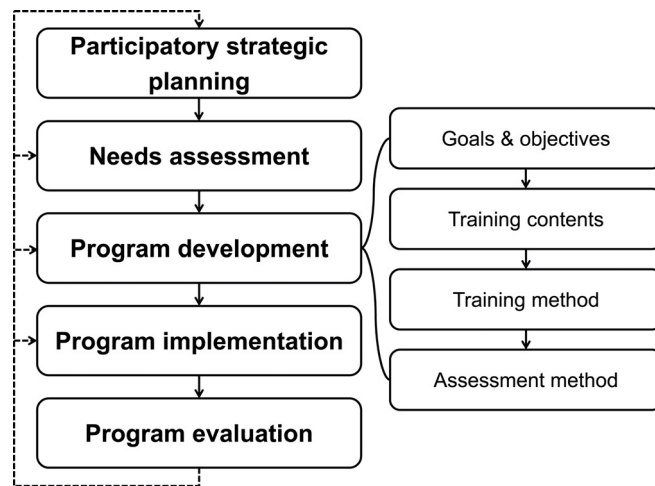 Participatory strategic
planning
Needs assessment
Program development
Program implementation
Program evaluation
Goals & objectives
Training contents
Training method
Assessment method